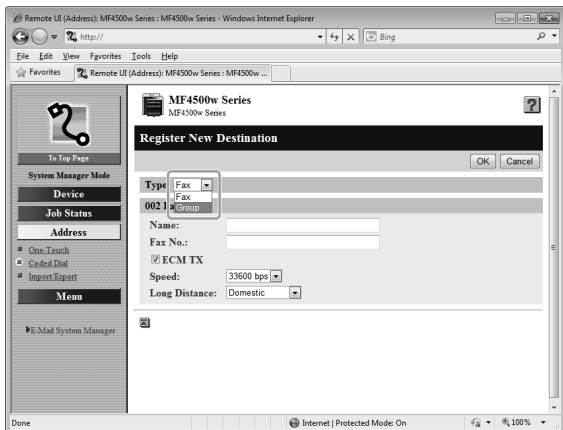 Remote UI (Address): MF4500w Series : MF4500w Series - Windows Internet Explorer
http://
Bing
File Edit View Favorites Tools Help
Favorites Remote UI (Address): MF4500w Series : MF4500w ...
MF4500w Series
MF4500w Series
?
Register New Destination
To Top Page
OK Cancel
System Manager Mode
Type Fax
Device
Fax
002
Group
Job Status
Name:
Address
Fax No.:
One-Touch
ECM TX
Coded Dial
Speed: 33600 bps
Import/Export
Long Distance: Domestic
Menu
E-Mail System Manager
Done
Internet | Protected Mode: On
100%